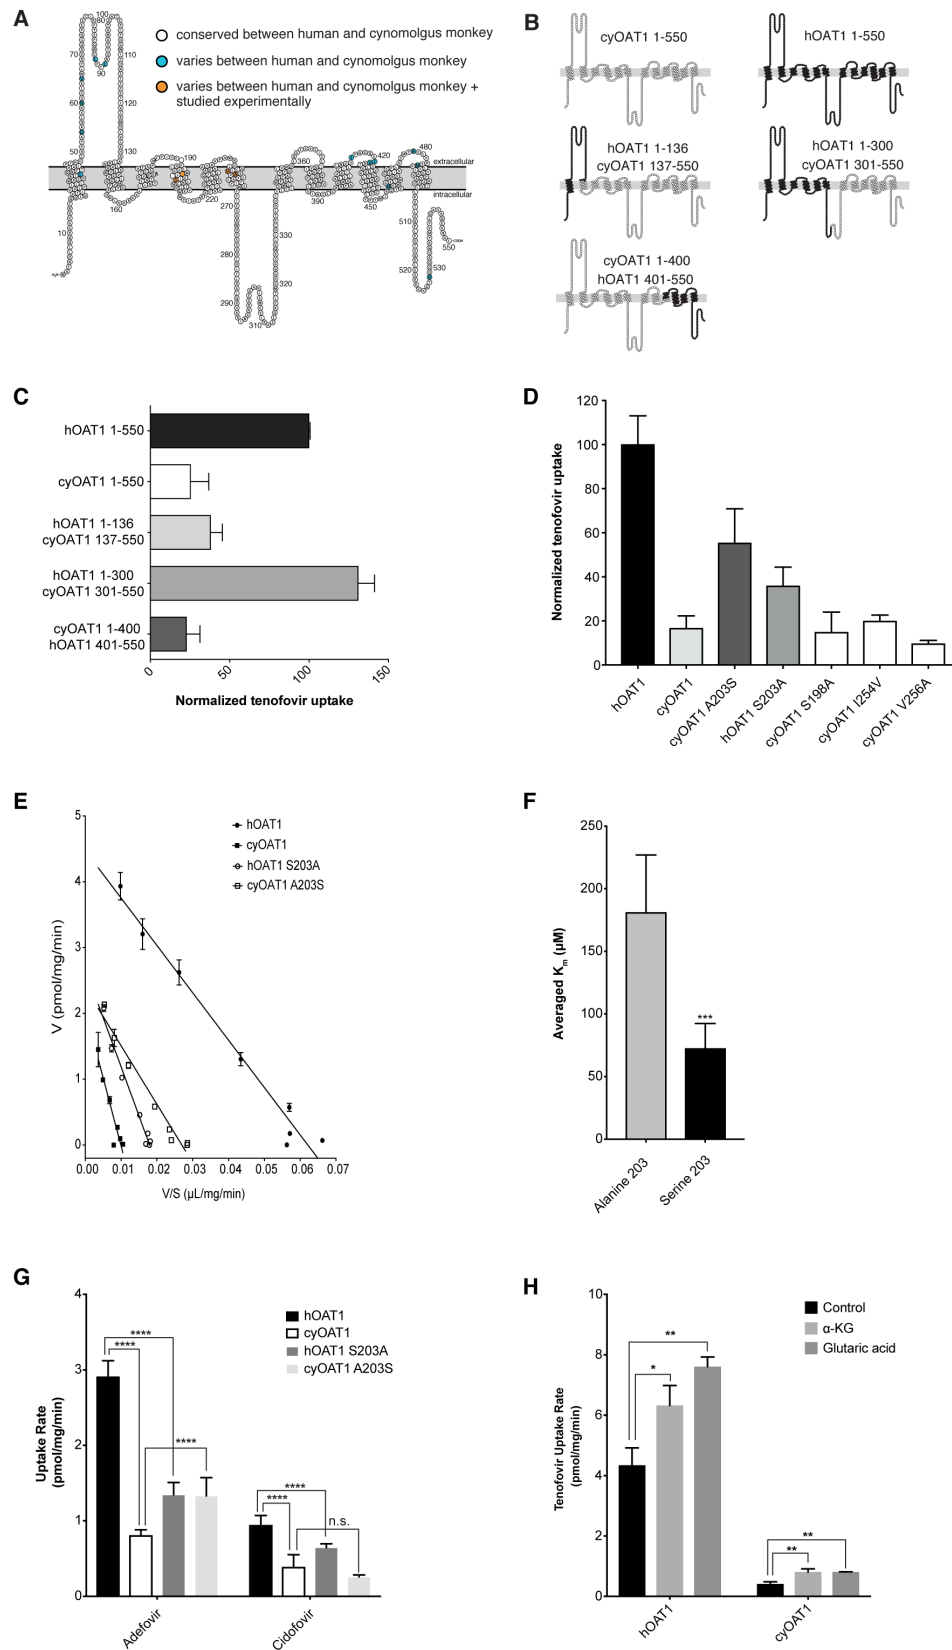 A
conserved between human and cynomolgus monkey
varies between human and cynomolgus monkey
varies between human and cynomolgus monkey +
studied experimentally
100
80
70
90
110
60
120
50
130
190
360
420
480
extracellular
intracellular
160
220
270
390
450
10
330
510
550
280
320
520
530
290
310
B
cyOAT1 1-550
hOAT1 1-550
hOAT1 1-136
cyOAT1 137-550
hOAT1 1-300
cyOAT1 301-550
cyOAT1 1-400
hOAT1 401-550
C
hOAT1 1-550
cyOAT1 1-550
hOAT1 1-136
cyOAT1 137-550
hOAT1 1-300
cyOAT1 301-550
cyOAT1 1-400
hOAT1 401-550
0
50
100
150
Normalized tenofovir uptake
D
Normalized tenofovir uptake
120
100
80
60
40
20
0
hOAT1
cyOAT1
cyOAT1 A203S
hOAT1 S203A
cyOAT1 S198A
cyOAT1 I254V
cyOAT1 V256A
E
V (pmol/mg/min)
5
4
3
2
1
0
0.00 0.01 0.02 0.03 0.04 0.05 0.06 0.07
V/S (µL/mg/min)
hOAT1
cyOAT1
hOAT1 S203A
cyOAT1 A203S
F
Averaged Km (µM)
250
200
150
100
50
0
***
Alanine 203
Serine 203
G
Uptake Rate
(pmol/mg/min)
4
3
2
1
0
hOAT1
cyOAT1
hOAT1 S203A
cyOAT1 A203S
****
****
****
****
****
n.s.
Adefovir
Cidofovir
H
Tenofovir Uptake Rate
(pmol/mg/min)
10
8
6
4
2
0
Control
α-KG
Glutaric acid
**
*
**
**
hOAT1
cyOAT1